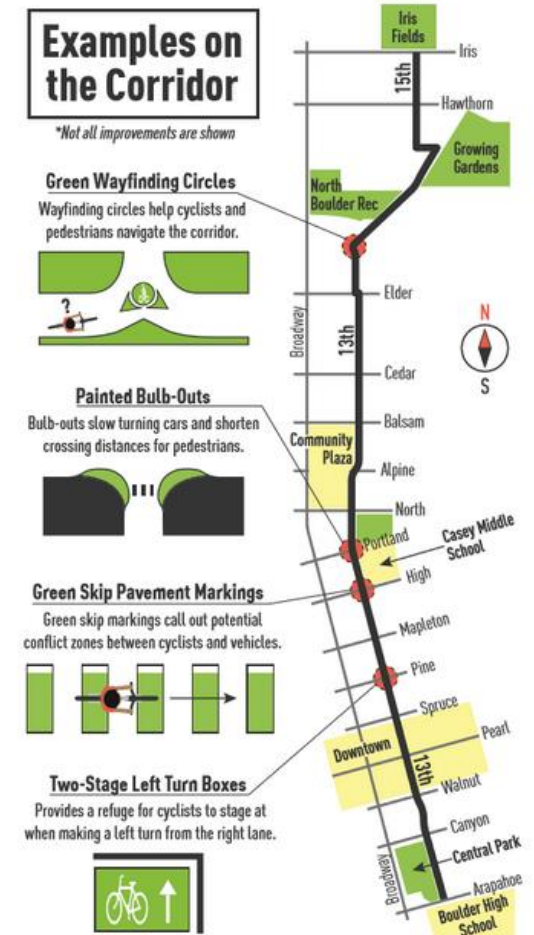 Examples on
the Corridor
*Not all improvements are shown
Green Wayfinding Circles
Wayfinding circles help cyclists and
pedestrians navigate the corridor.
?
Painted Bulb-Outs
Bulb-outs slow turning cars and shorten
crossing distances for pedestrians.
Green Skip Pavement Markings
Green skip markings call out potential
conflict zones between cyclists and vehicles.
Two-Stage Left Turn Boxes
Provides a refuge for cyclists to stage at
when making a left turn from the right lane.
Iris
Fields
Iris
15th
Hawthorn
Growing
Gardens
North
Boulder Rec
Elder
Broadway
13th
N
S
Cedar
Balsam
Community
Plaza
Alpine
North
Portland
Casey Middle
School
High
Mapleton
Pine
Spruce
Pearl
Downtown
13th
Walnut
Canyon
Central Park
Broadway
Arapahoe
Boulder High
School